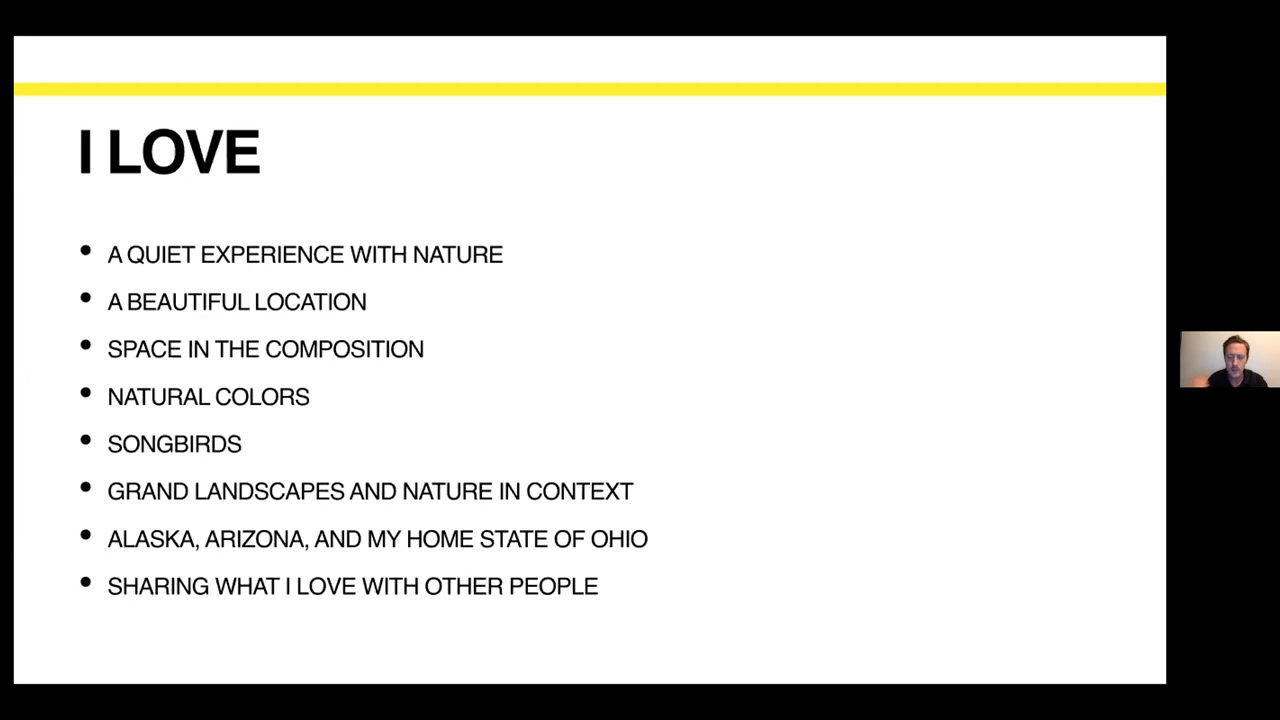 I LOVE
• A QUIET EXPERIENCE WITH NATURE
• A BEAUTIFUL LOCATION
• SPACE IN THE COMPOSITION
• NATURAL COLORS
• SONGBIRDS
• GRAND LANDSCAPES AND NATURE IN CONTEXT
• ALASKA, ARIZONA, AND MY HOME STATE OF OHIO
• SHARING WHAT I LOVE WITH OTHER PEOPLE